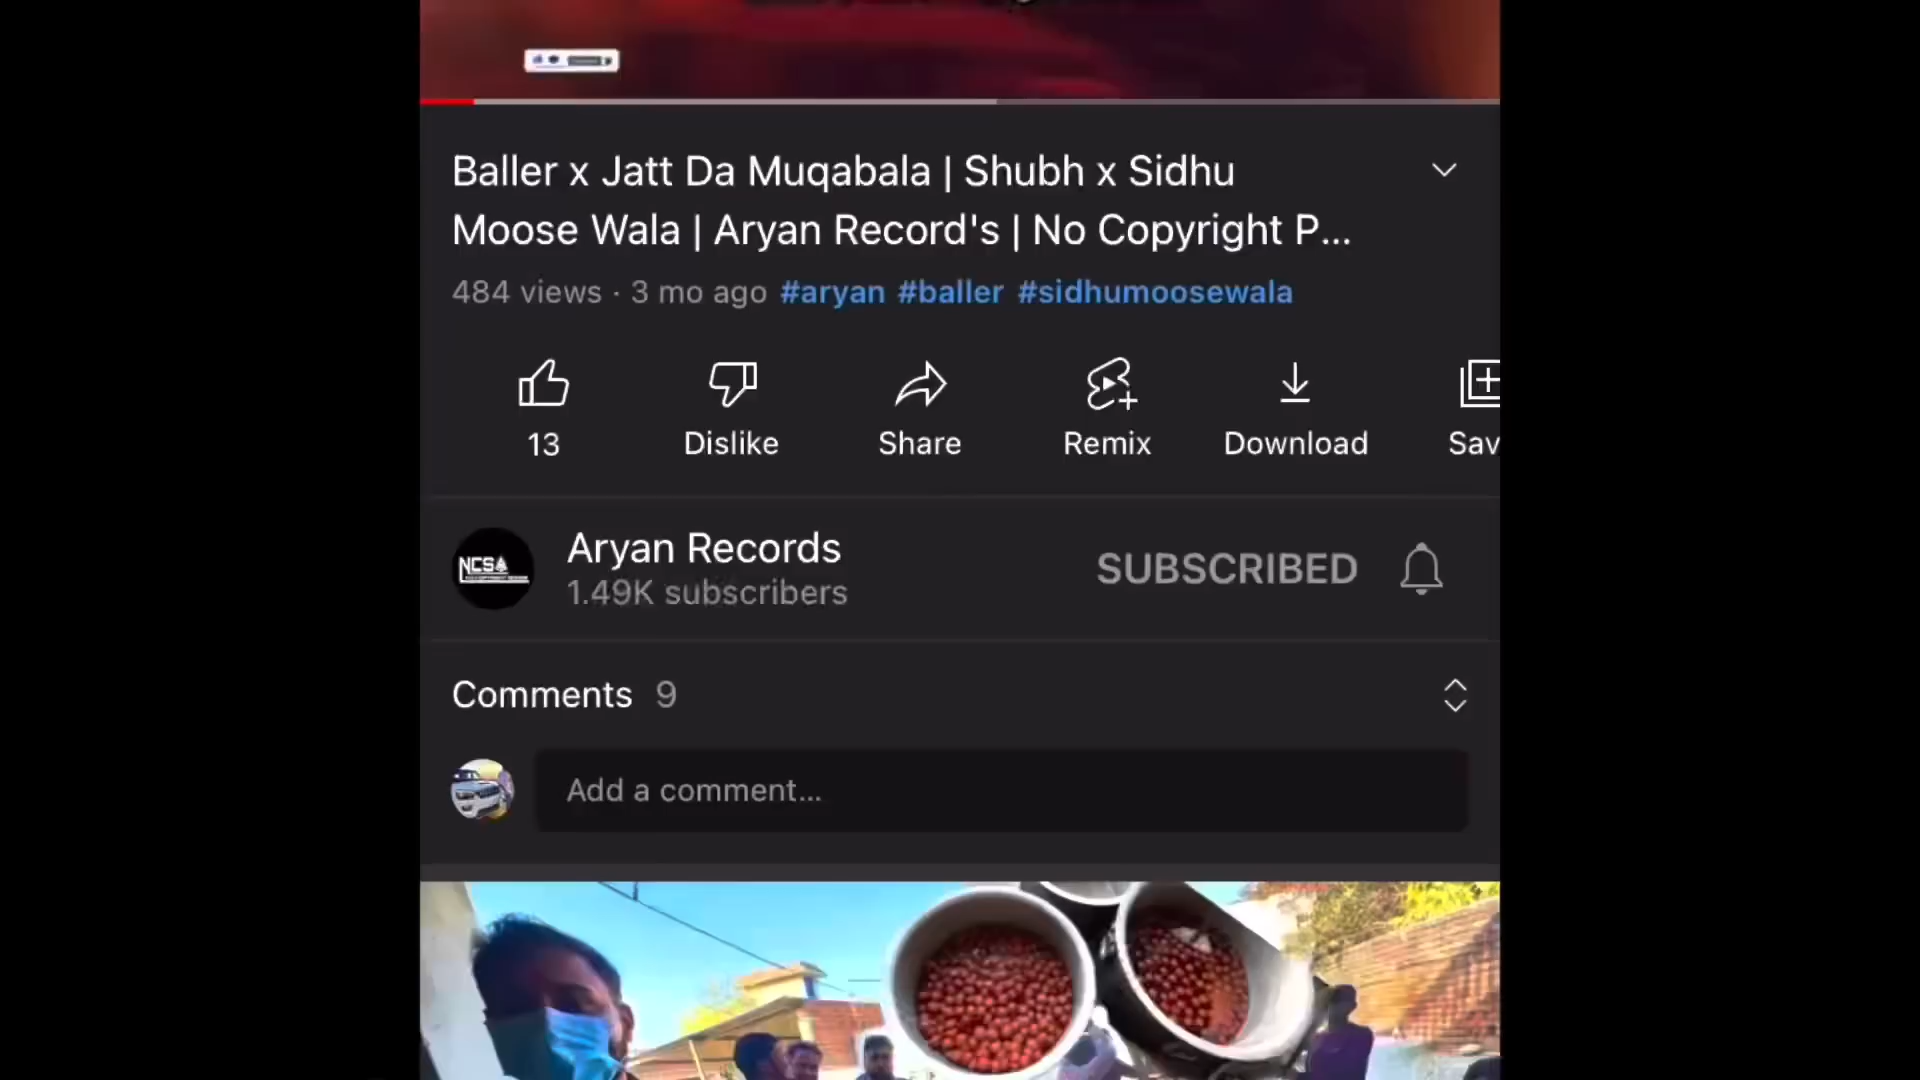 Baller x Jatt Da Muqabala | Shubh x Sidhu
Moose Wala | Aryan Record's | No Copyright P...
484 views · 3 mo ago #aryan #baller #sidhumoosewala
13 Dislike Share Remix Download Sav
NCSA
Aryan Records
1.49K subscribers
SUBSCRIBED
Comments 9
Add a comment...